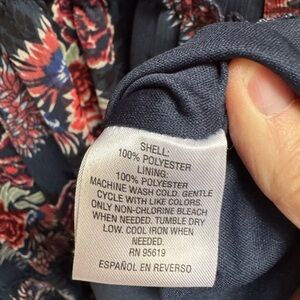 SHELL:
100% POLYESTER
LINING:
100% POLYESTER
MACHINE WASH COLD. GENTLE
CYCLE WITH LIKE COLORS.
ONLY NON-CHLORINE BLEACH
WHEN NEEDED. TUMBLE DRY
LOW. COOL IRON WHEN
NEEDED.
RN 95619
ESPAÑOL EN REVERSO